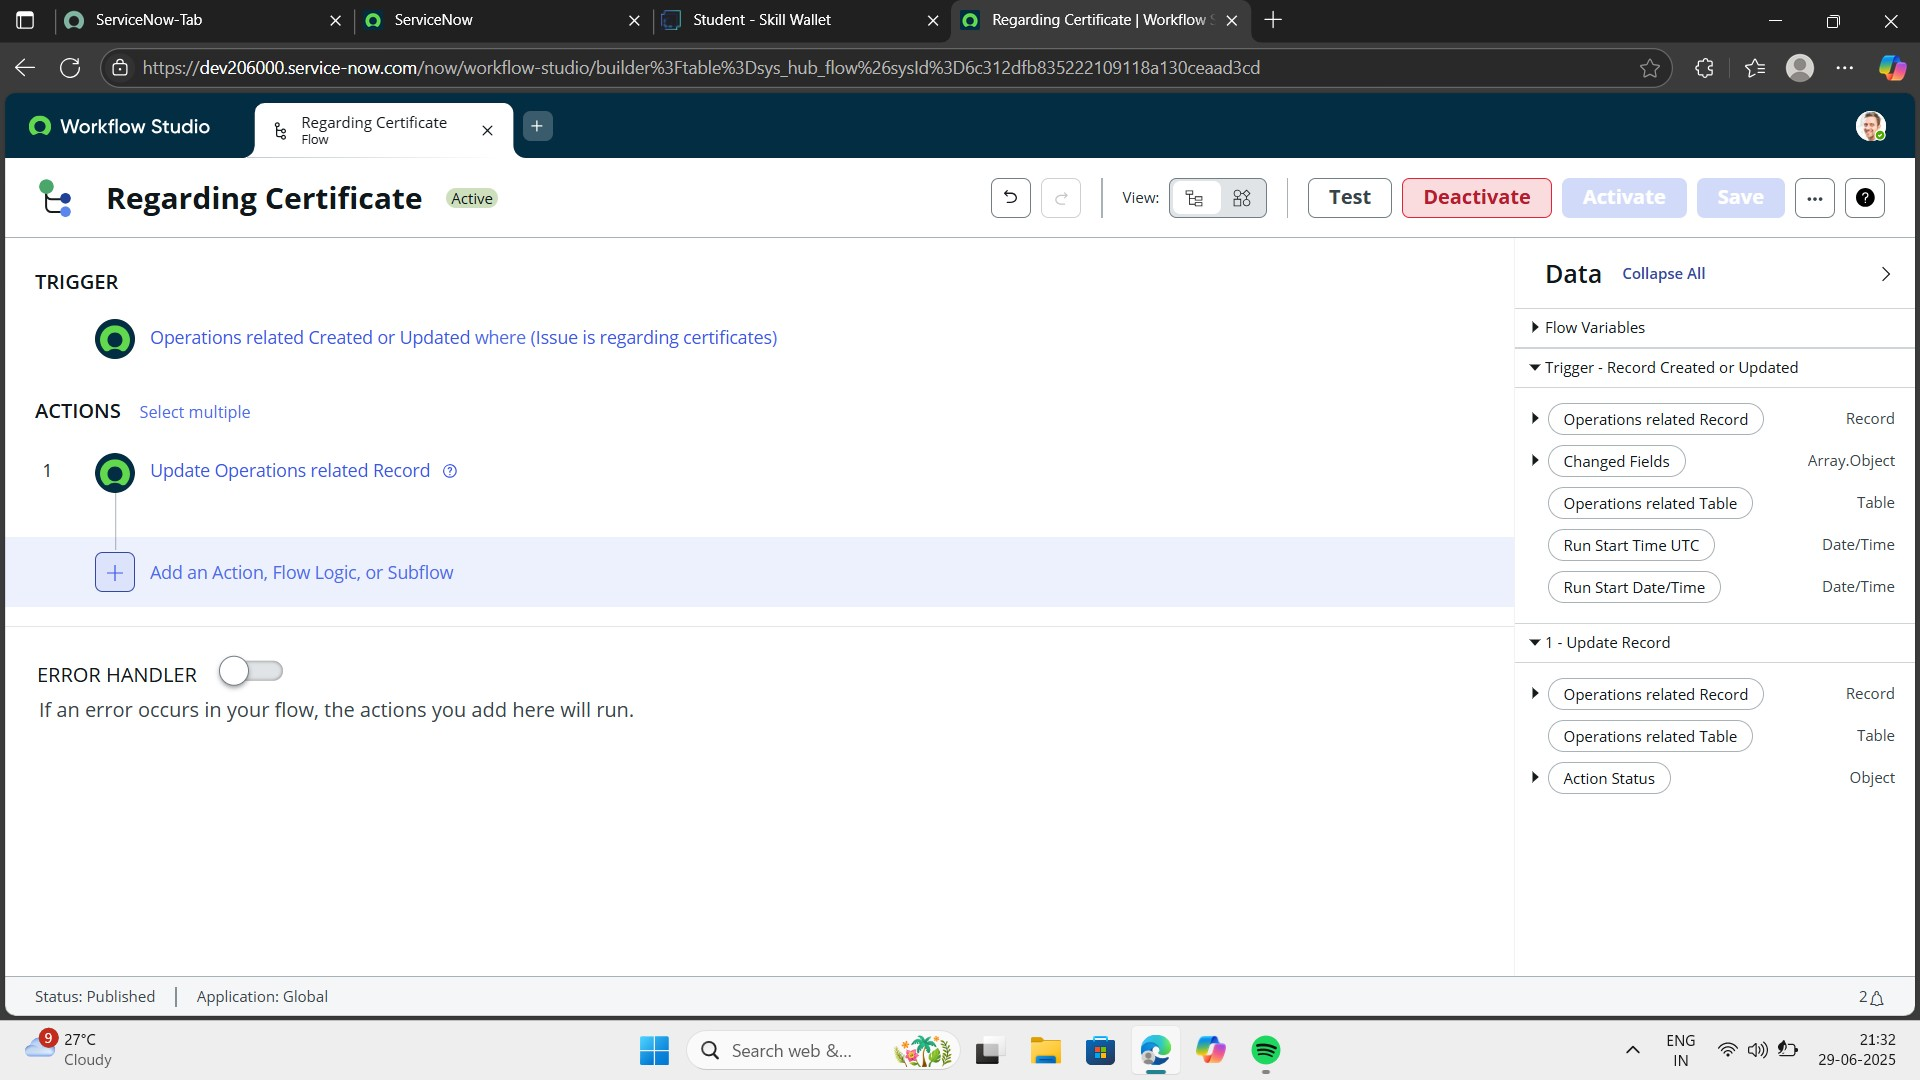 ServiceNow-Tab
ServiceNow
Student - Skill Wallet
Regarding Certificate | Workflow S
https://dev206000.service-now.com/now/workflow-studio/builder%3Ftable%3Dsys_hub_flow%26sysId%3D6c312dfb835222109118a130ceaad3cd
Workflow Studio
Regarding Certificate
Flow
Regarding Certificate
Active
View:
Test
Deactivate
Activate
Save
TRIGGER
Operations related Created or Updated where (Issue is regarding certificates)
ACTIONS
Select multiple
1
Update Operations related Record
Add an Action, Flow Logic, or Subflow
ERROR HANDLER
If an error occurs in your flow, the actions you add here will run.
Data
Collapse All
Flow Variables
Trigger - Record Created or Updated
Operations related Record
Record
Changed Fields
Array.Object
Operations related Table
Table
Run Start Time UTC
Date/Time
Run Start Date/Time
Date/Time
1 - Update Record
Operations related Record
Record
Operations related Table
Table
Action Status
Object
Status: Published
Application: Global
2
9
27°C
Cloudy
Search web &...
ENG
IN
21:32
29-06-2025